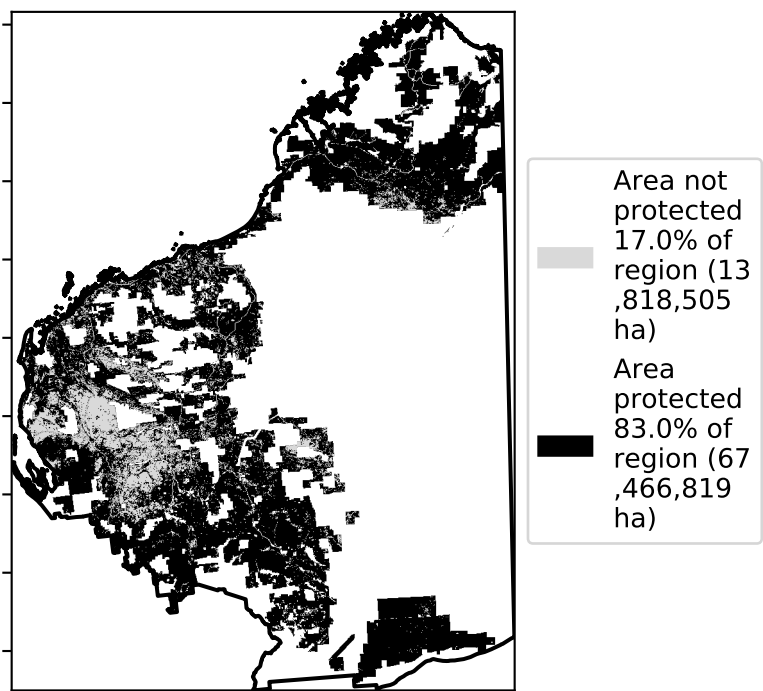 Area not
protected
17.0% of
region (13
,818,505
ha)
Area
protected
83.0% of
region (67
,466,819
ha)